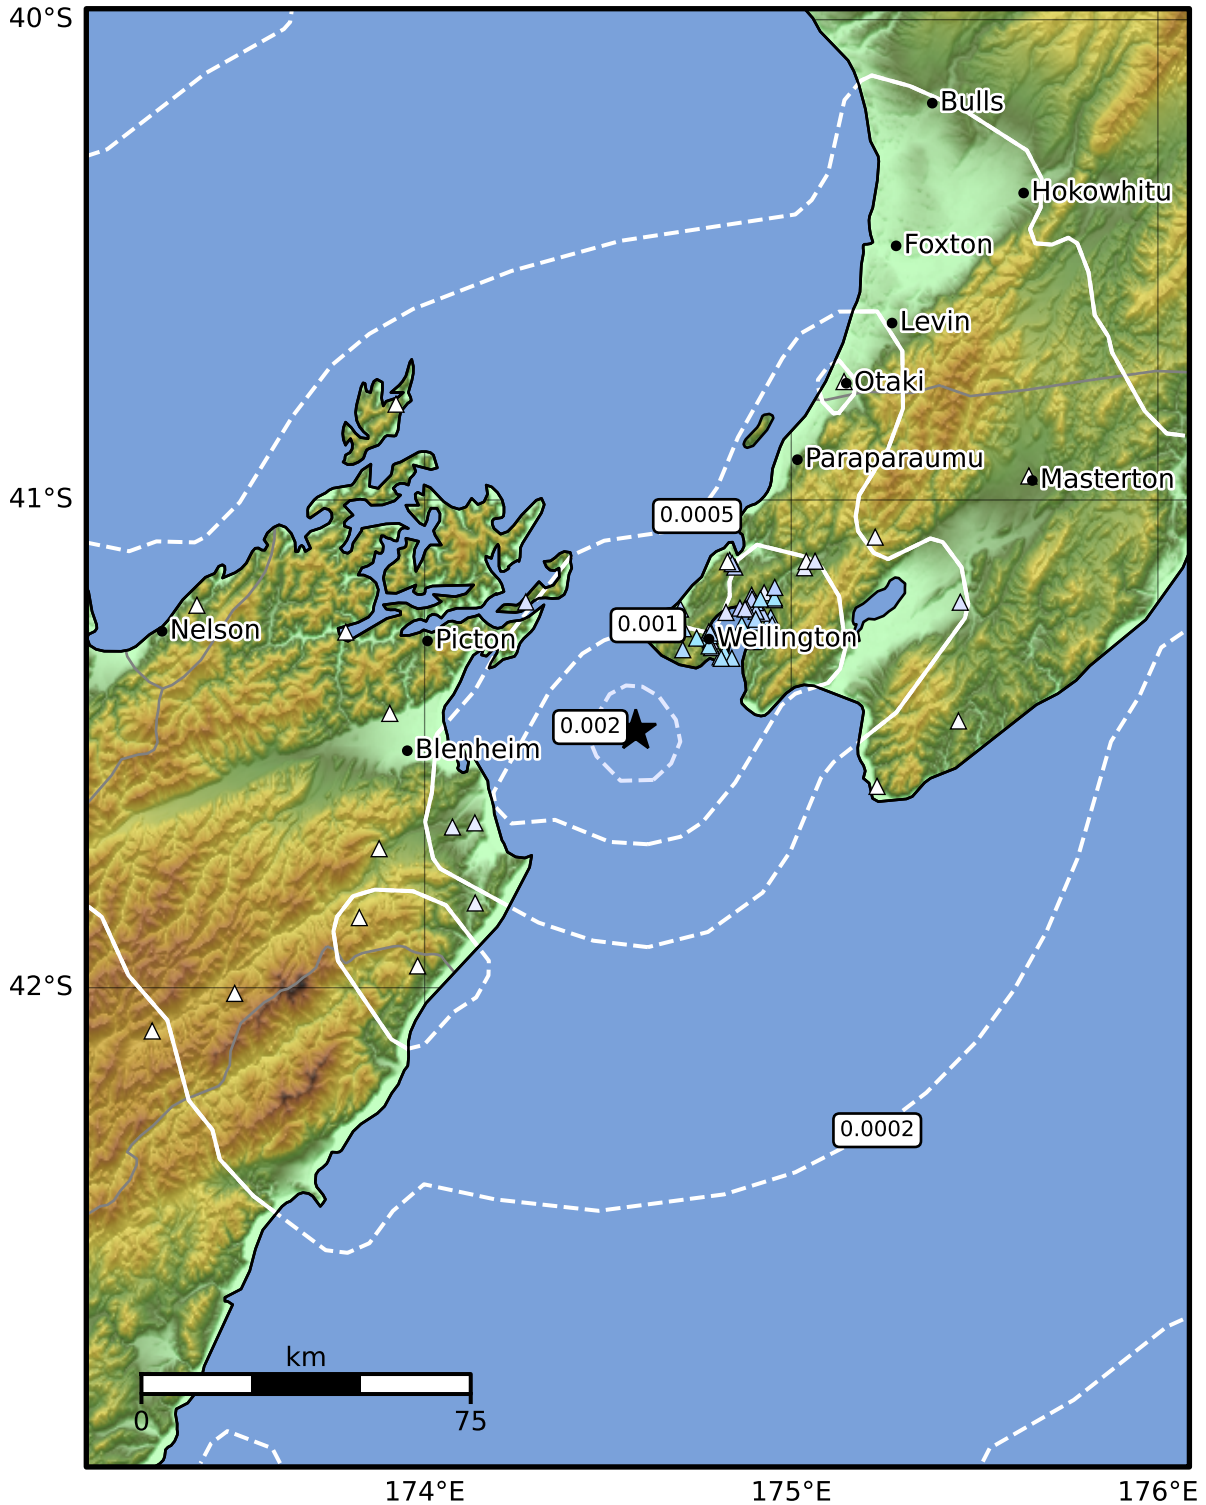 40°S
Bulls
Hokowhitu
Foxton
Levin
Otaki
Paraparaumu
Masterton
41°S
0.0005
Nelson
Picton
0.001
Wellington
0.002
Blenheim
42°S
0.0002
km
0 75
174°E 175°E 176°E